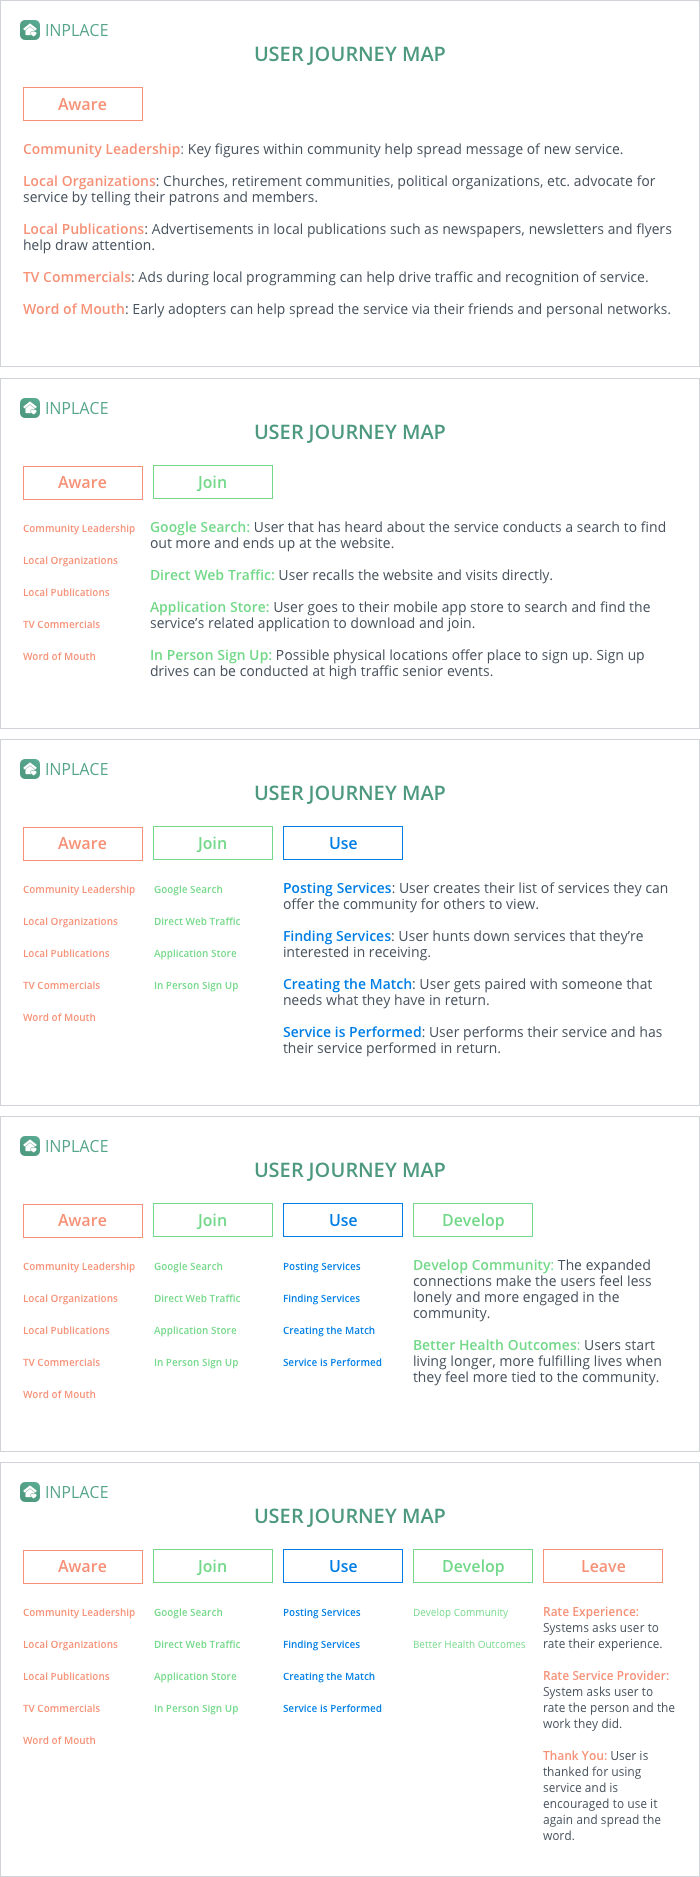 INPLACE
USER JOURNEY MAP
Aware
Community Leadership: Key figures within community help spread message of new service.
Local Organizations: Churches, retirement communities, political organizations, etc. advocate for
service by telling their patrons and members.
Local Publications: Advertisements in local publications such as newspapers, newsletters and flyers
help draw attention.
TV Commercials: Ads during local programming can help drive traffic and recognition of service.
Word of Mouth: Early adopters can help spread the service via their friends and personal networks.
INPLACE
USER JOURNEY MAP
Aware
Community Leadership
Local Organizations
Local Publications
TV Commercials
Word of Mouth
Join
Google Search: User that has heard about the service conducts a search to find
out more and ends up at the website.
Direct Web Traffic: User recalls the website and visits directly.
Application Store: User goes to their mobile app store to search and find the
service’s related application to download and join.
In Person Sign Up: Possible physical locations offer place to sign up. Sign up
drives can be conducted at high traffic senior events.
INPLACE
USER JOURNEY MAP
Aware
Community Leadership
Local Organizations
Local Publications
TV Commercials
Word of Mouth
Join
Google Search
Direct Web Traffic
Application Store
In Person Sign Up
Use
Posting Services: User creates their list of services they can
offer the community for others to view.
Finding Services: User hunts down services that they’re
interested in receiving.
Creating the Match: User gets paired with someone that
needs what they have in return.
Service is Performed: User performs their service and has
their service performed in return.
INPLACE
USER JOURNEY MAP
Aware
Community Leadership
Local Organizations
Local Publications
TV Commercials
Word of Mouth
Join
Google Search
Direct Web Traffic
Application Store
In Person Sign Up
Use
Posting Services
Finding Services
Creating the Match
Service is Performed
Develop
Develop Community: The expanded
connections make the users feel less
lonely and more engaged in the
community.
Better Health Outcomes: Users start
living longer, more fulfilling lives when
they feel more tied to the community.
INPLACE
USER JOURNEY MAP
Aware
Community Leadership
Local Organizations
Local Publications
TV Commercials
Word of Mouth
Join
Google Search
Direct Web Traffic
Application Store
In Person Sign Up
Use
Posting Services
Finding Services
Creating the Match
Service is Performed
Develop
Develop Community
Better Health Outcomes
Leave
Rate Experience:
Systems asks user to
rate their experience.
Rate Service Provider:
System asks user to
rate the person and the
work they did.
Thank You: User is
thanked for using
service and is
encouraged to use it
again and spread the
word.